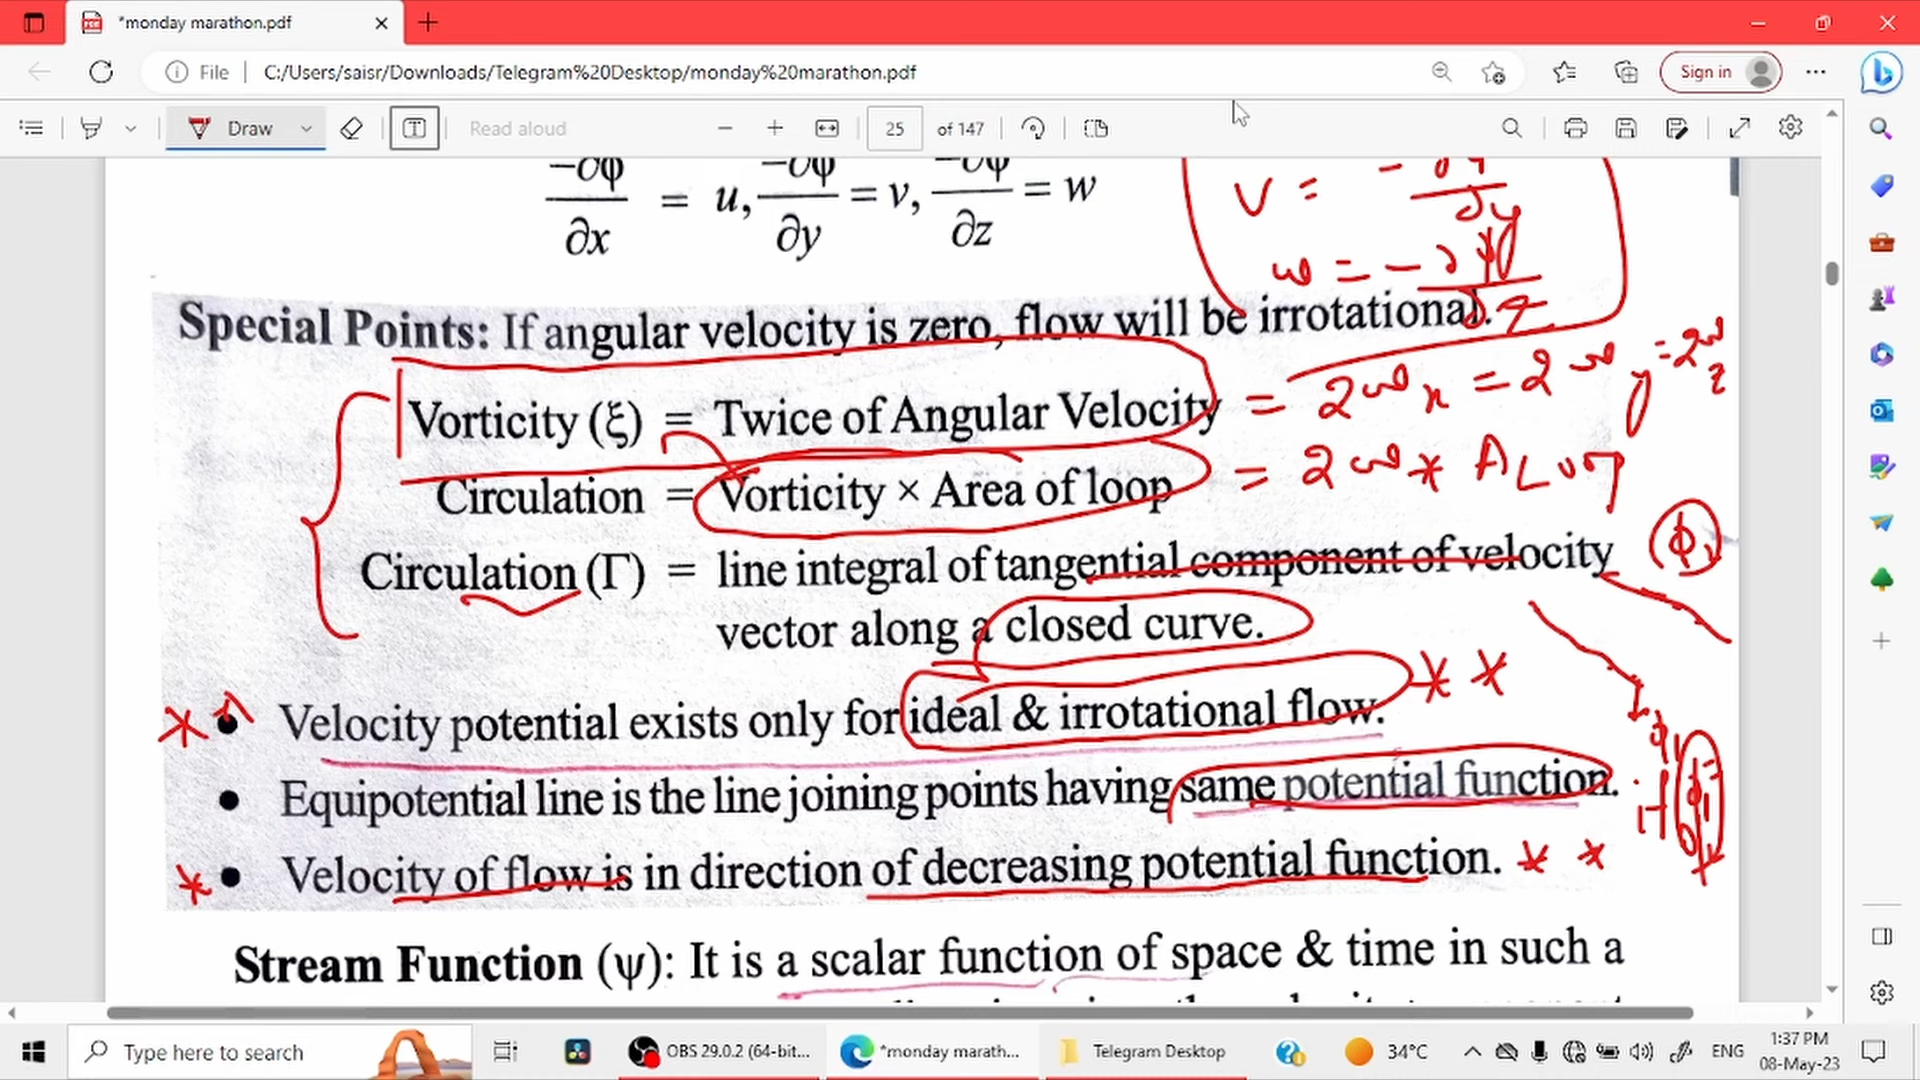 *monday marathon.pdf
File
C:/Users/saisr/Downloads/Telegram%20Desktop/monday%20marathon.pdf
Sign in
Draw
Read aloud
25
of 147
−∂φ/∂x = u, −∂φ/∂y = v, −∂φ/∂z = w
V = -
w = -
Special Points: If angular velocity is zero, flow will be irrotational.
Vorticity (ξ) = Twice of Angular Velocity = 2ωx = 2ωy = 2ωz
Circulation = Vorticity × Area of loop = 2ω * ALoop
Circulation (Γ) = line integral of tangential component of velocity
vector along a closed curve.
Velocity potential exists only for ideal & irrotational flow.
Equipotential line is the line joining points having same potential function.
Velocity of flow is in direction of decreasing potential function.
Stream Function (ψ): It is a scalar function of space & time in such a
Type here to search
OBS 29.0.2 (64-bit...
*monday marath...
Telegram Desktop
34°C
ENG
1:37 PM
08-May-23